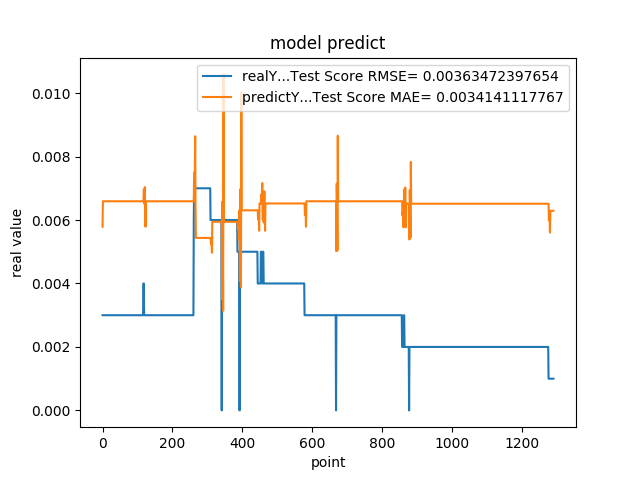 model predict
realY...Test Score RMSE= 0.00363472397654
predictY...Test Score MAE= 0.0034141117767
0.010
0.008
0.006
0.004
0.002
0.000
real value
0 200 400 600 800 1000 1200
point